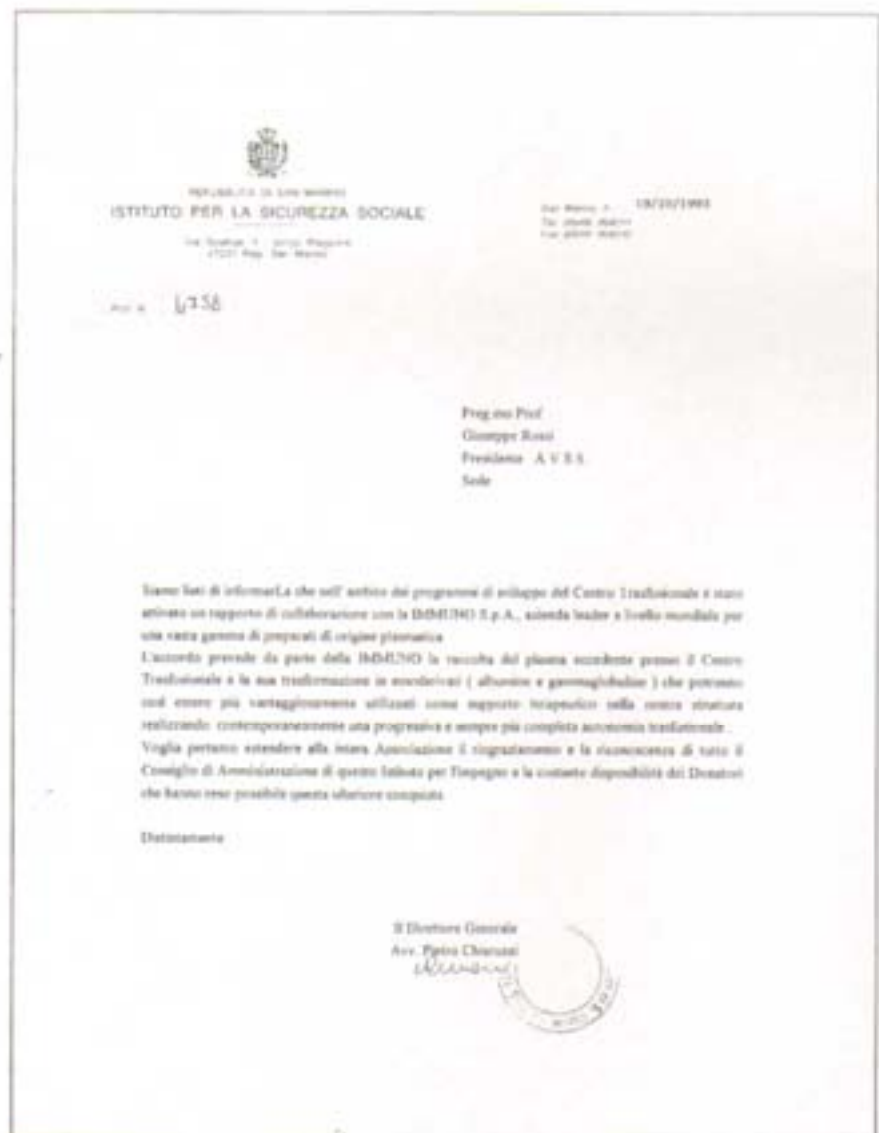 REPUBBLICA DI SAN MARINO
ISTITUTO PER LA SICUREZZA SOCIALE
San Marino
Preg.mo Prof
Giuseppe Rossi
Presidente A.V.S.S.
Sede
Siamo lieti di informarLa che nell' ambito dei programmi di sviluppo del Centro Trasfusionale è stato
attivato un rapporto di collaborazione con la IMMUNO S.p.A., azienda leader a livello mondiale per
una vasta gamma di preparati di origine plasmatica
L'accordo prevede da parte della IMMUNO la raccolta del plasma eccedente presso il Centro
Trasfusionale e la sua trasformazione in emoderivati ( albumine e gammaglobuline ) che potranno
così essere più vantaggiosamente utilizzati come supporto terapeutico nella nostra struttura
realizzando contemporaneamente una progressiva e sempre più completa autonomia trasfusionale .
Voglia pertanto estendere alla intera Associazione il ringraziamento e la riconoscenza di tutto il
Consiglio di Amministrazione di questo Istituto per l'impegno e la costante disponibilità dei Donatori
che hanno reso possibile questa ulteriore conquista
Distintamente
Il Direttore Generale
Avv. Pietro Chiaruzzi